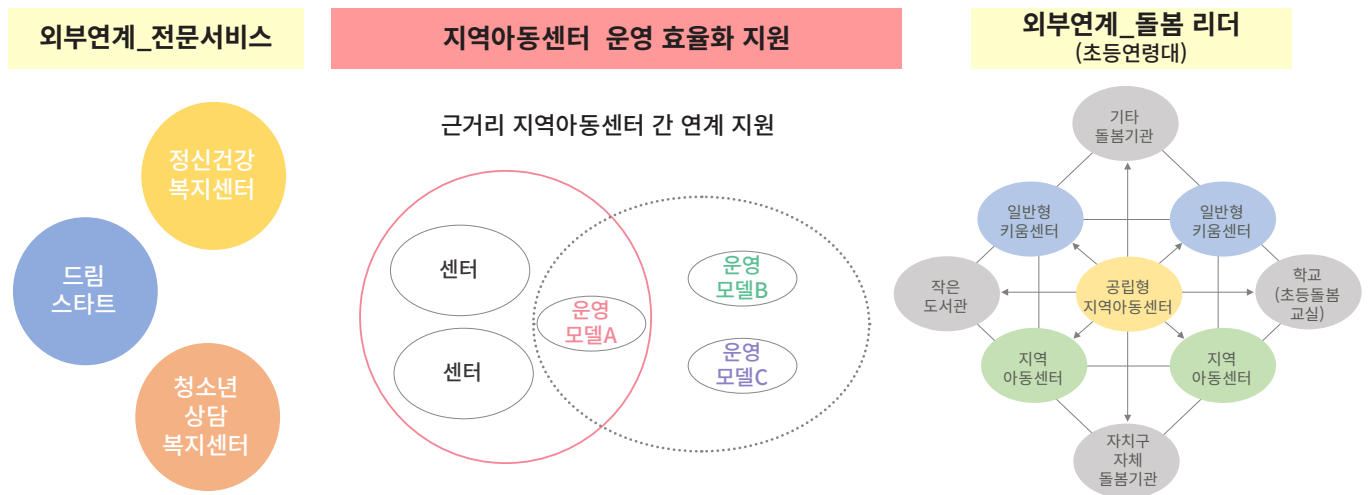 외부연계_전문서비스
정신건강
복지센터
드림
스타트
청소년
상담
복지센터
지역아동센터 운영 효율화 지원
근거리 지역아동센터 간 연계 지원
센터
센터
운영
모델A
운영
모델B
운영
모델C
외부연계_돌봄 리더
(초등연령대)
기타
돌봄기관
일반형
키움센터
일반형
키움센터
작은
도서관
공립형
지역아동센터
학교
(초등돌봄
교실)
지역
아동센터
지역
아동센터
자치구
자체
돌봄기관